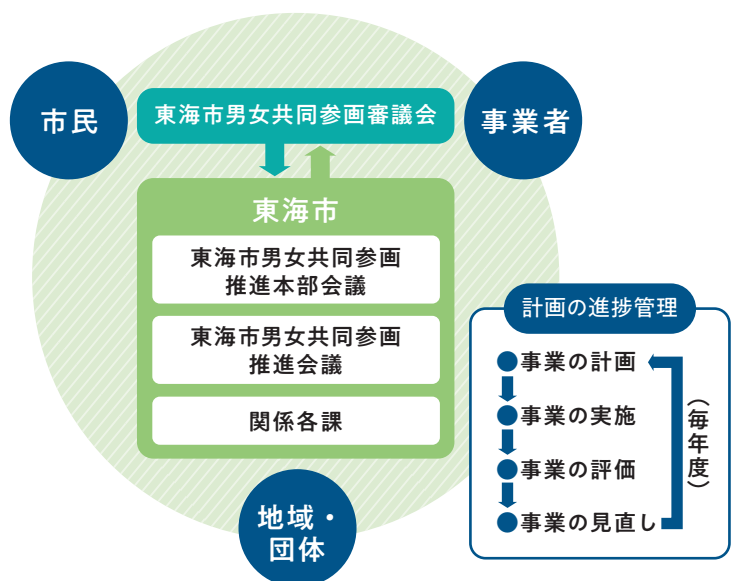 市民
東海市男女共同参画審議会
事業者
東海市
東海市男女共同参画
推進本部会議
東海市男女共同参画
推進会議
関係各課
地域・
団体
計画の進捗管理
●事業の計画
●事業の実施
●事業の評価
●事業の見直し
（毎年度）